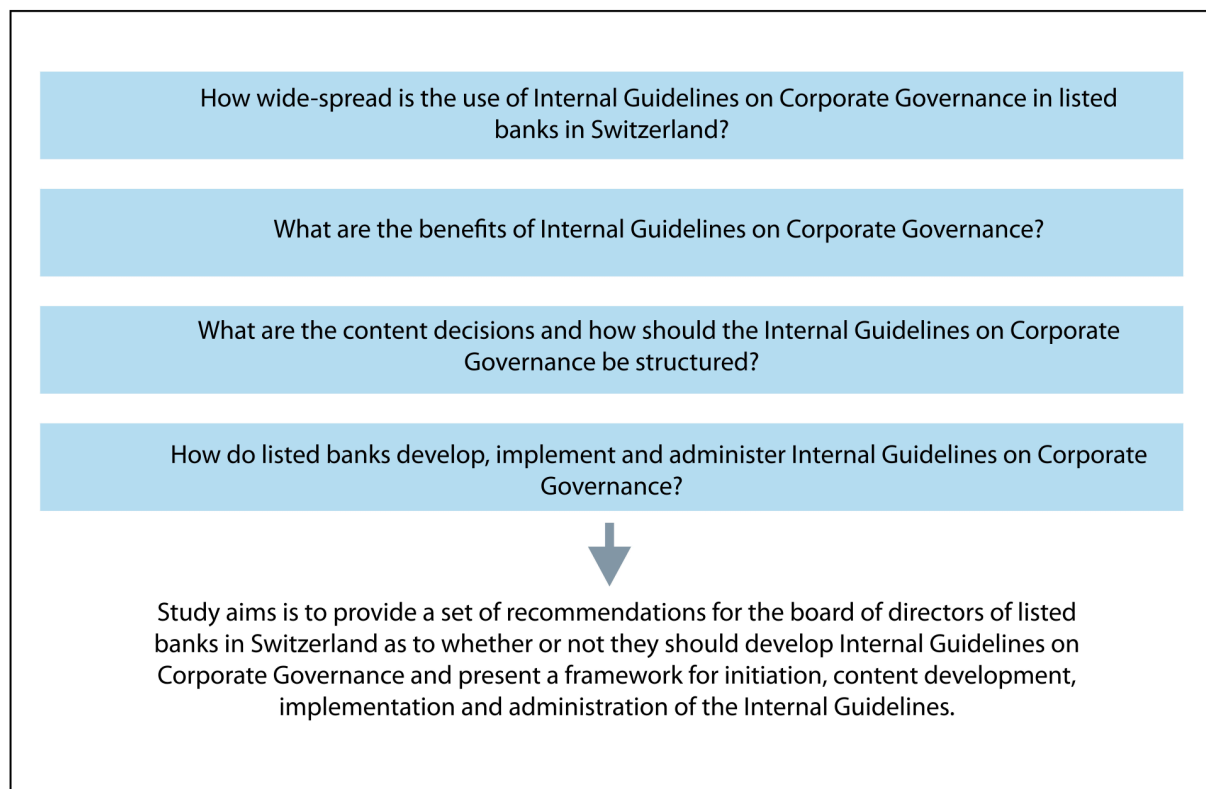 How wide-spread is the use of Internal Guidelines on Corporate Governance in listed
banks in Switzerland?
What are the benefits of Internal Guidelines on Corporate Governance?
What are the content decisions and how should the Internal Guidelines on Corporate
Governance be structured?
How do listed banks develop, implement and administer Internal Guidelines on Corporate
Governance?
Study aims is to provide a set of recommendations for the board of directors of listed
banks in Switzerland as to whether or not they should develop Internal Guidelines on
Corporate Governance and present a framework for initiation, content development,
implementation and administration of the Internal Guidelines.